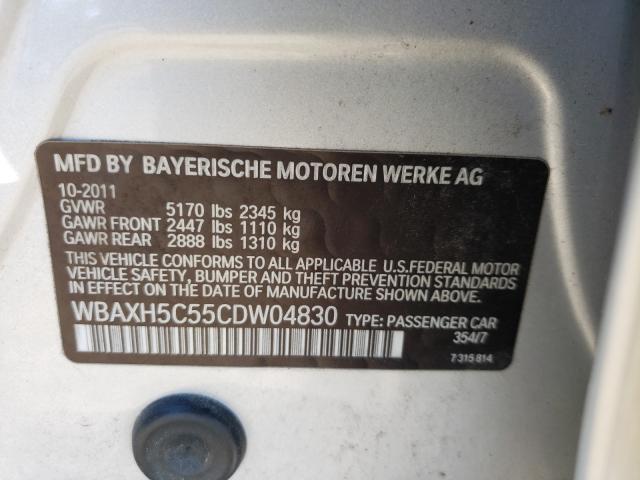 MFD BY BAYERISCHE MOTOREN WERKE AG
10-2011
GVWR 5170 lbs 2345 kg
GAWR FRONT 2447 lbs 1110 kg
GAWR REAR 2888 lbs 1310 kg
THIS VEHICLE CONFORMS TO ALL APPLICABLE U.S.FEDERAL MOTOR
VEHICLE SAFETY, BUMPER AND THEFT PREVENTION STANDARDS
IN EFFECT ON THE DATE OF MANUFACTURE SHOWN ABOVE.
WBAXH5C55CDW04830 TYPE: PASSENGER CAR
354/7
7 315 814